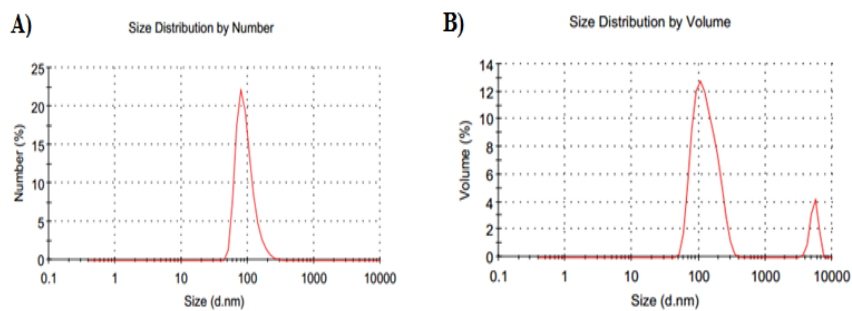 A)
Size Distribution by Number
Number (%)
25
20
15
10
5
0
0.1 1 10 100 1000 10000
Size (d.nm)
B)
Size Distribution by Volume
Volume (%)
14
12
10
8
6
4
2
0
0.1 1 10 100 1000 10000
Size (d.nm)